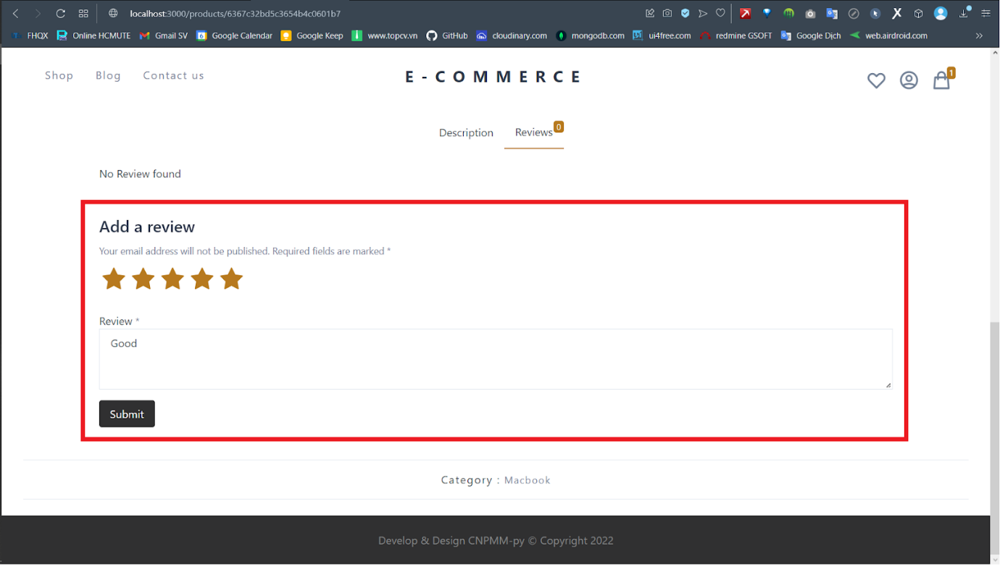 localhost:3000/products/6367c32bd5c3654b4c0601b7
FHQX Online HCMUTE Gmail SV 6 Google Calendar Google Keep www.topcv.vn GitHub cloudinary.com mongodb.com ui4free.com redmine GSOFT Google Dịch web.airdroid.com
Shop Blog Contact us E-COMMERCE 1
Description Reviews 0
No Review found
Add a review
Your email address will not be published. Required fields are marked *
Review *
Good
Submit
Category : Macbook
Develop & Design CNPMM-py © Copyright 2022